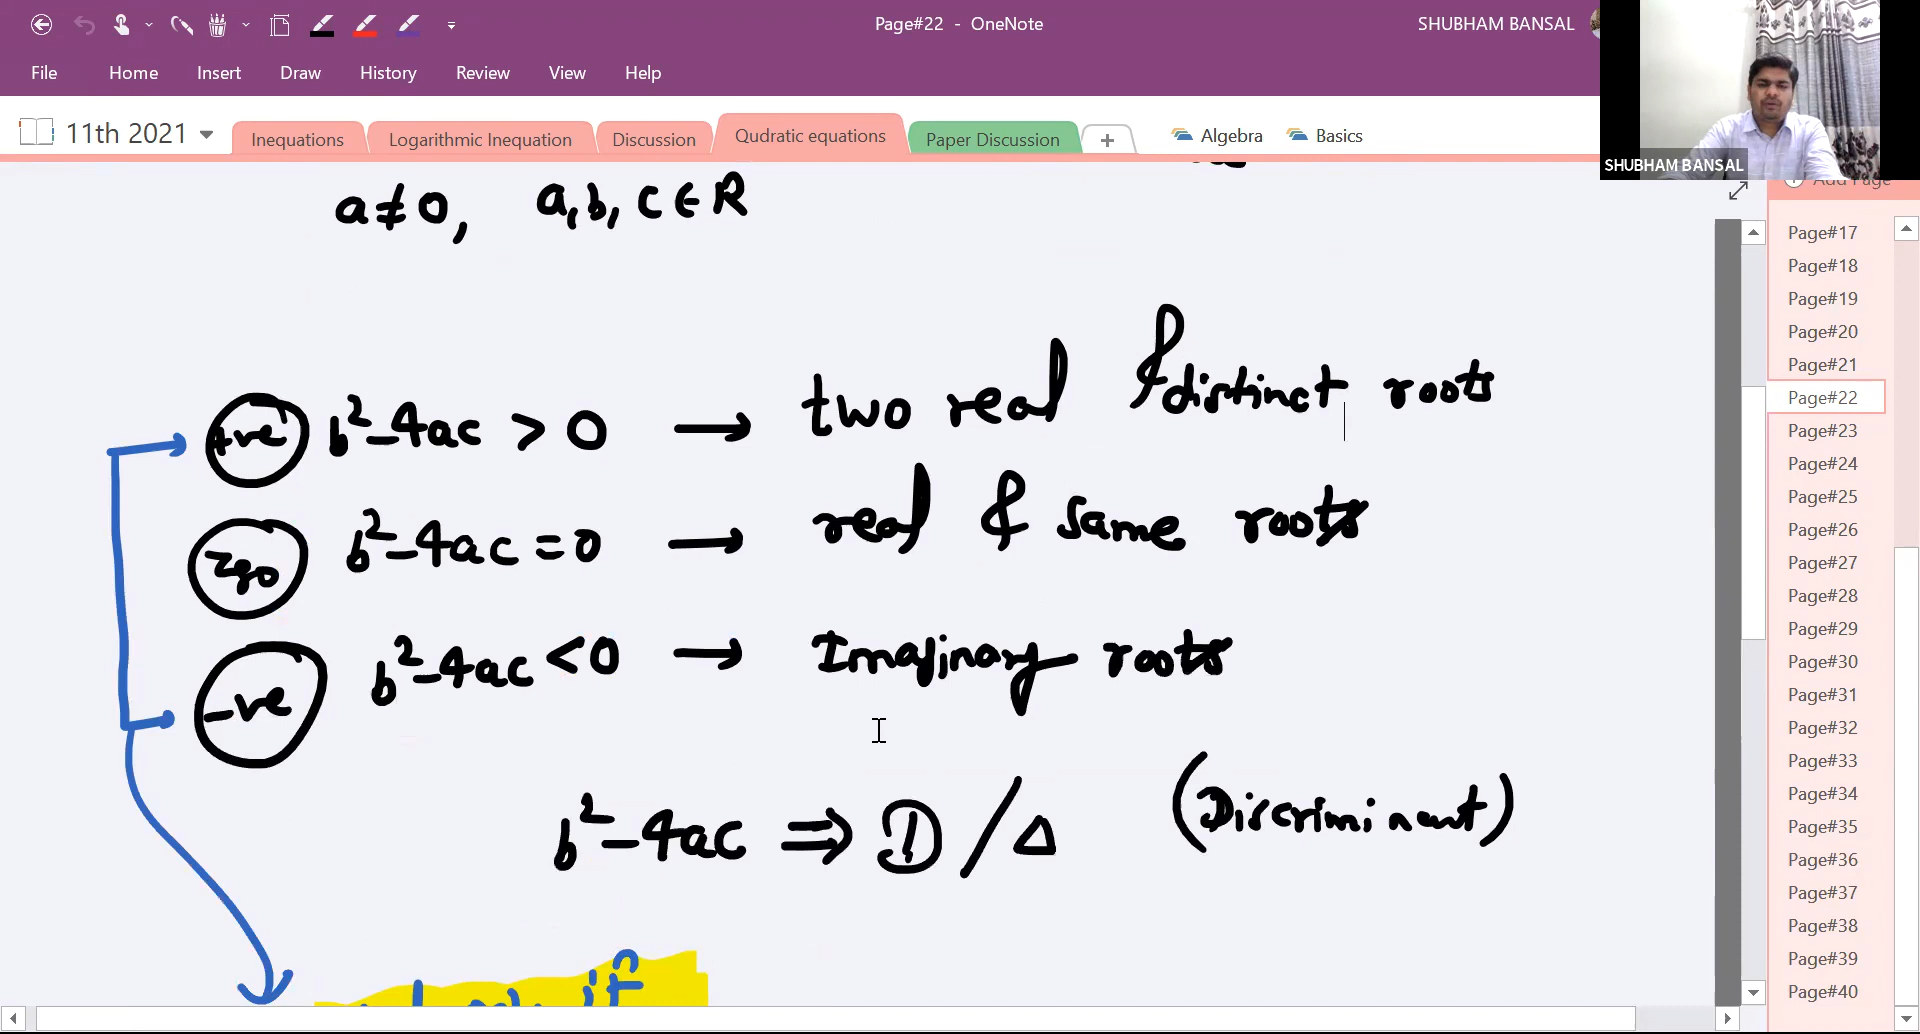 Page#22 - OneNote
SHUBHAM BANSAL
File Home Insert Draw History Review View Help
11th 2021
Inequations
Logarithmic Inequation
Discussion
Qudratic equations
Paper Discussion
+
Algebra
Basics
SHUBHAM BANSAL
Add Page
a≠0, a,b, c ∈ R
+ve b²-4ac > 0 → two real & distinct roots
zero b²-4ac = 0 → real & same roots
-ve b²-4ac < 0 → Imaginary roots
b²-4ac ⇒ D / Δ (Discriminant)
if
Page#17
Page#18
Page#19
Page#20
Page#21
Page#22
Page#23
Page#24
Page#25
Page#26
Page#27
Page#28
Page#29
Page#30
Page#31
Page#32
Page#33
Page#34
Page#35
Page#36
Page#37
Page#38
Page#39
Page#40